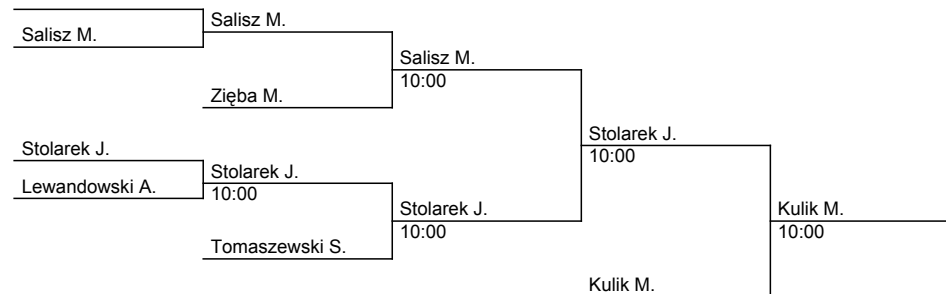 Salisz M.
Salisz M.
Zięba M.
Salisz M.
10:00
Stolarek J.
Lewandowski A.
Stolarek J.
10:00
Tomaszewski S.
Stolarek J.
10:00
Stolarek J.
10:00
Kulik M.
Kulik M.
10:00